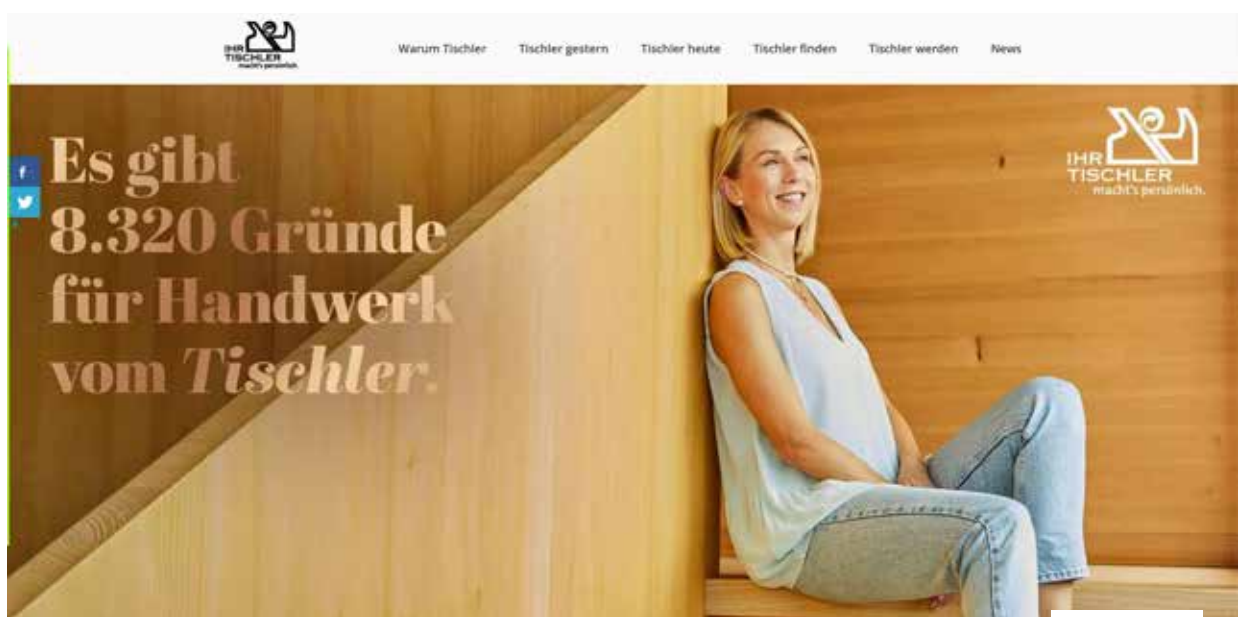 IHR
TISCHLER
macht's persönlich.
Warum Tischler
Tischler gestern
Tischler heute
Tischler finden
Tischler werden
News
Es gibt
8.320 Gründe
für Handwerk
vom Tischler.
f
IHR
TISCHLER
macht's persönlich.